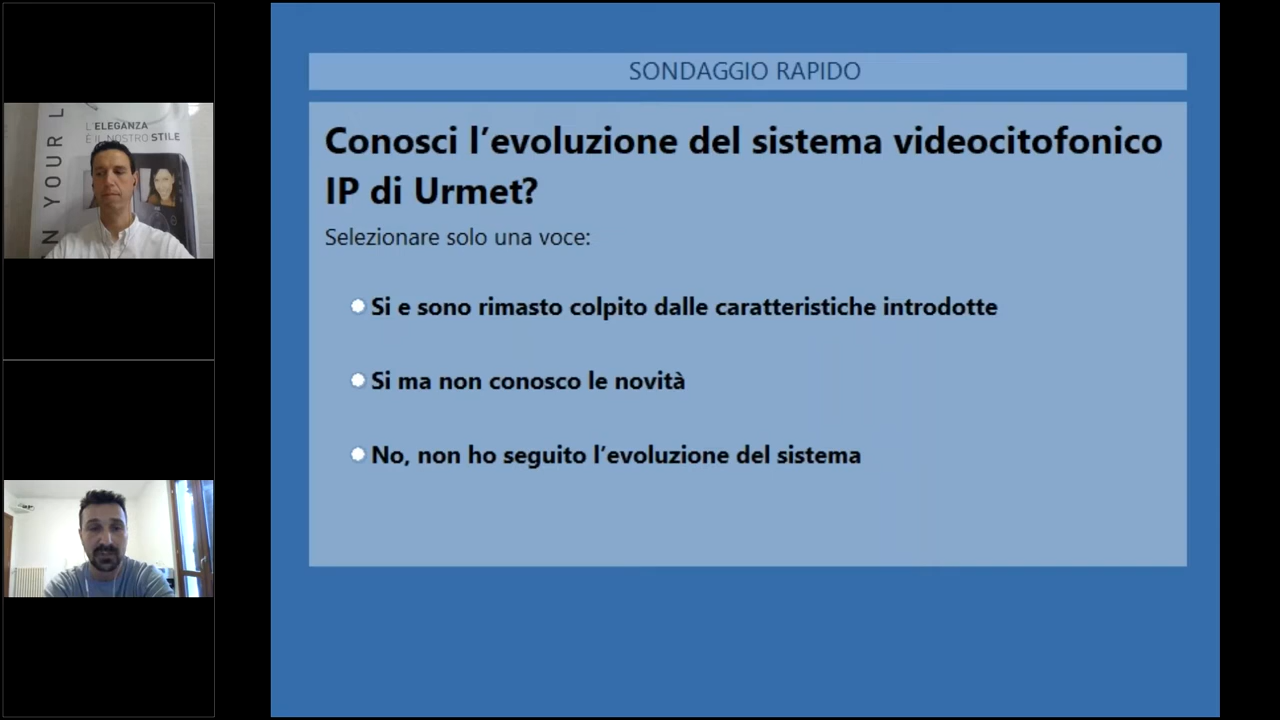 SONDAGGIO RAPIDO
Conosci l’evoluzione del sistema videocitofonico
IP di Urmet?
Selezionare solo una voce:
Si e sono rimasto colpito dalle caratteristiche introdotte
Si ma non conosco le novità
No, non ho seguito l’evoluzione del sistema
L'ELEGANZA
È IL NOSTRO STILE
N YOUR L